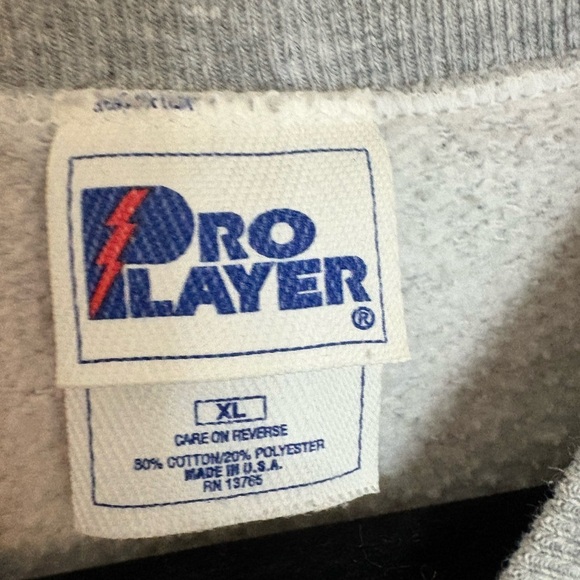 PRO
PLAYER
®
XL
CARE ON REVERSE
80% COTTON/20% POLYESTER
MADE IN U.S.A.
RN 13765